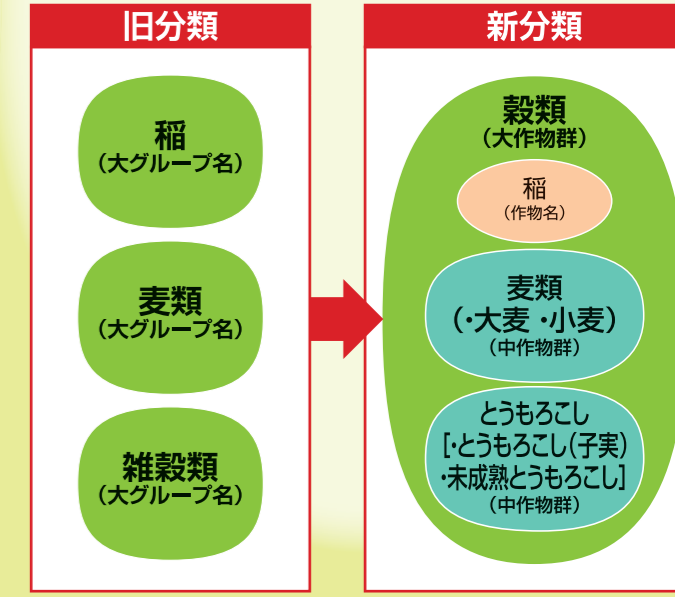 旧分類
稲
（大グループ名）
麦類
（大グループ名）
雑穀類
（大グループ名）
新分類
穀類
（大作物群）
稲
（作物名）
麦類
（・大麦・小麦）
（中作物群）
とうもろこし
[・とうもろこし（子実）
・未成熟とうもろこし]
（中作物群）